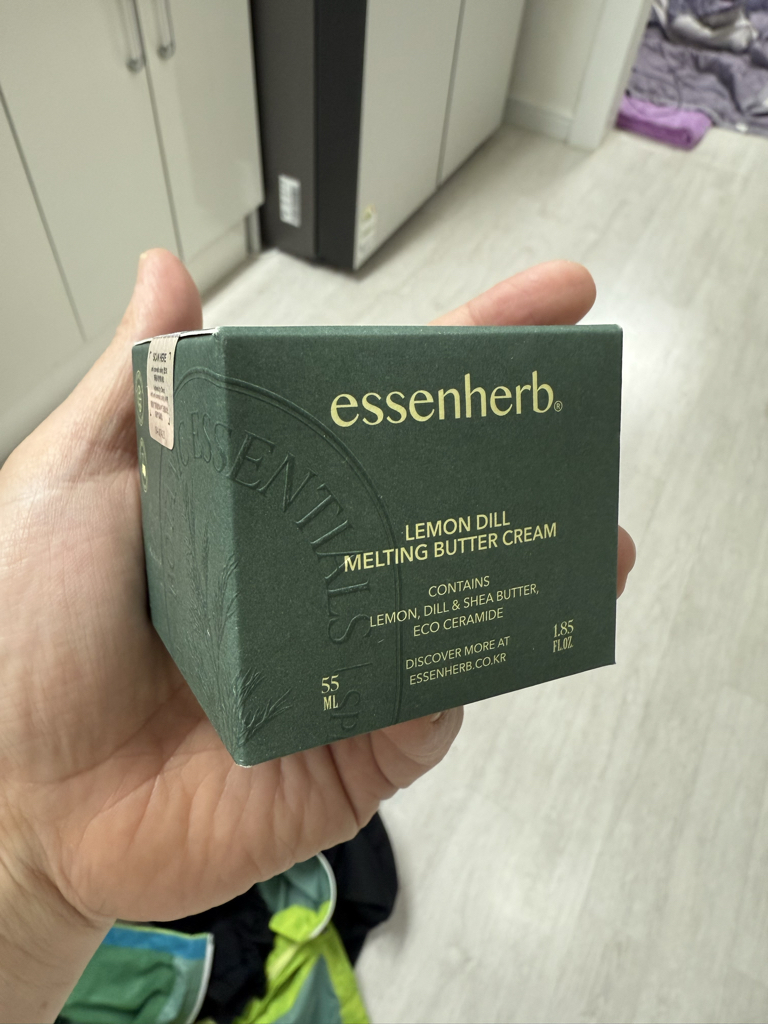 essenherb®
LEMON DILL
MELTING BUTTER CREAM
CONTAINS
LEMON, DILL & SHEA BUTTER,
ECO CERAMIDE
DISCOVER MORE AT
ESSENHERB.CO.KR
55
ML
1.85
FL.OZ.
ESSENTIALS